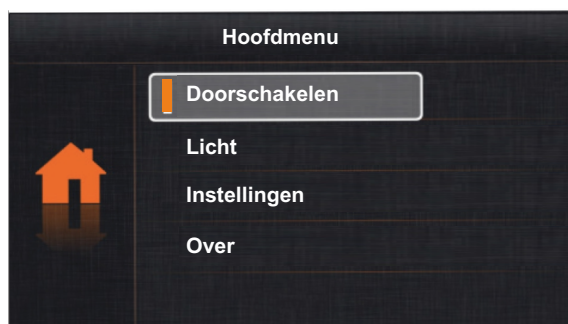 Hoofdmenu
Doorschakelen
Licht
Instellingen
Over